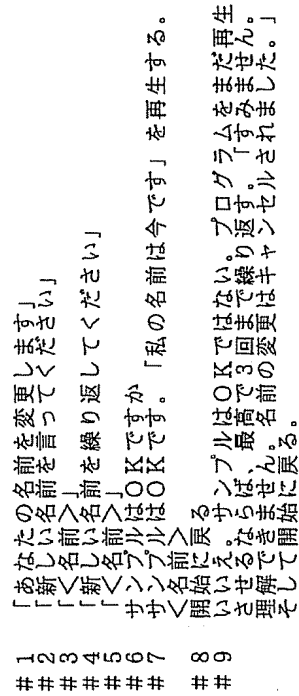 #1 「あなたの名前を変更します」
#2 「新しい名前を言ってください」
#3 「<名前>」
#4 「新しい名前を繰り返してください」
#5 「<名前>」
#6 サンプルはOKですか
#7 サンプルはOKです。「私の名前は今です」を再生する。
<名前>
#8 開始に戻る
#9 いいえ。サンプルはOKではない。プログラムをまだ再生
させるならば、最高で3回まで繰り返す。「すみません。
理解できません。名前の変更はキャンセルされました。」
そして開始に戻る。